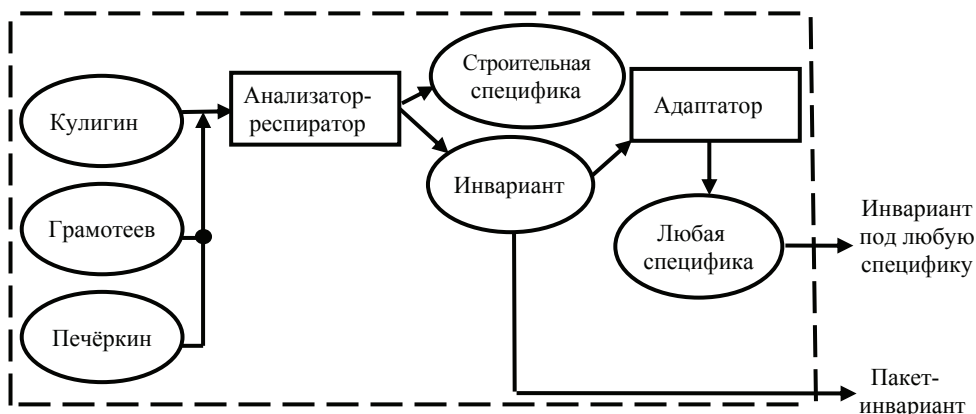 Кулигин
Грамотеев
Печёркин
Анализатор-
респиратор
Строительная
специфика
Инвариант
Адаптатор
Любая
специфика
Инвариант
под любую
специфику
Пакет-
инвариант